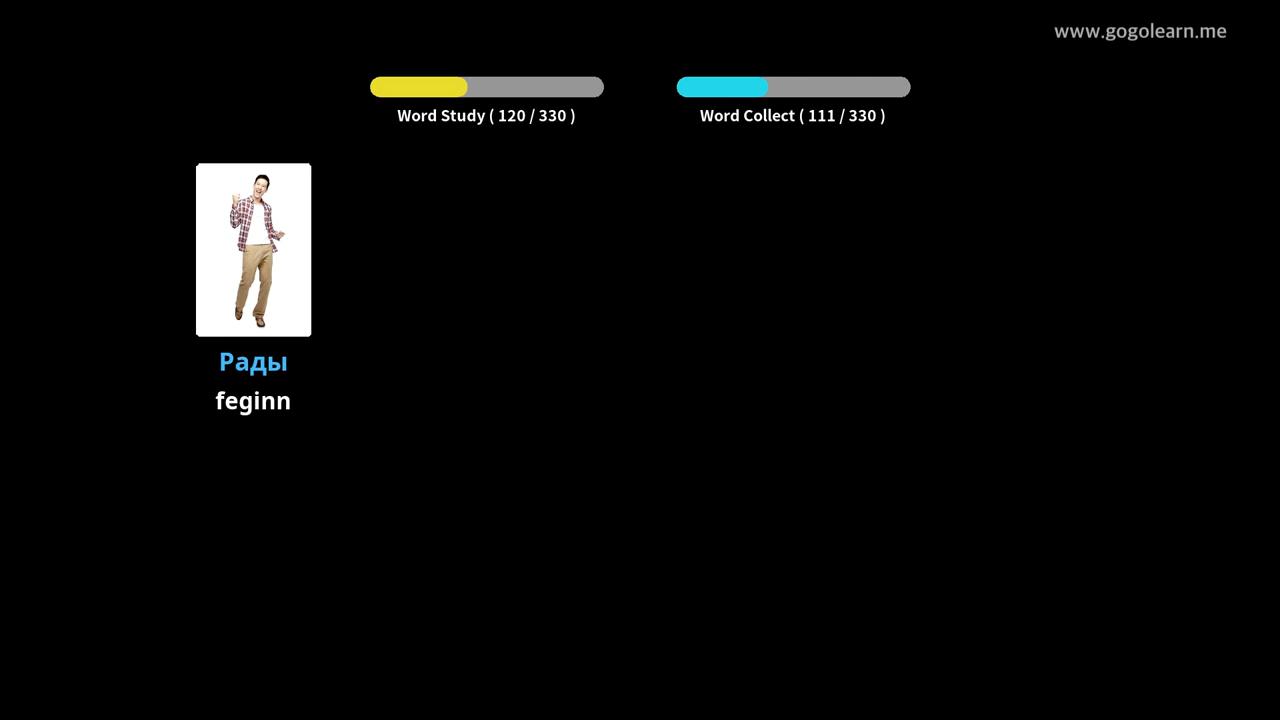 www.gogolearn.me
Word Study ( 120 / 330 )
Word Collect ( 111 / 330 )
Рады
feginn